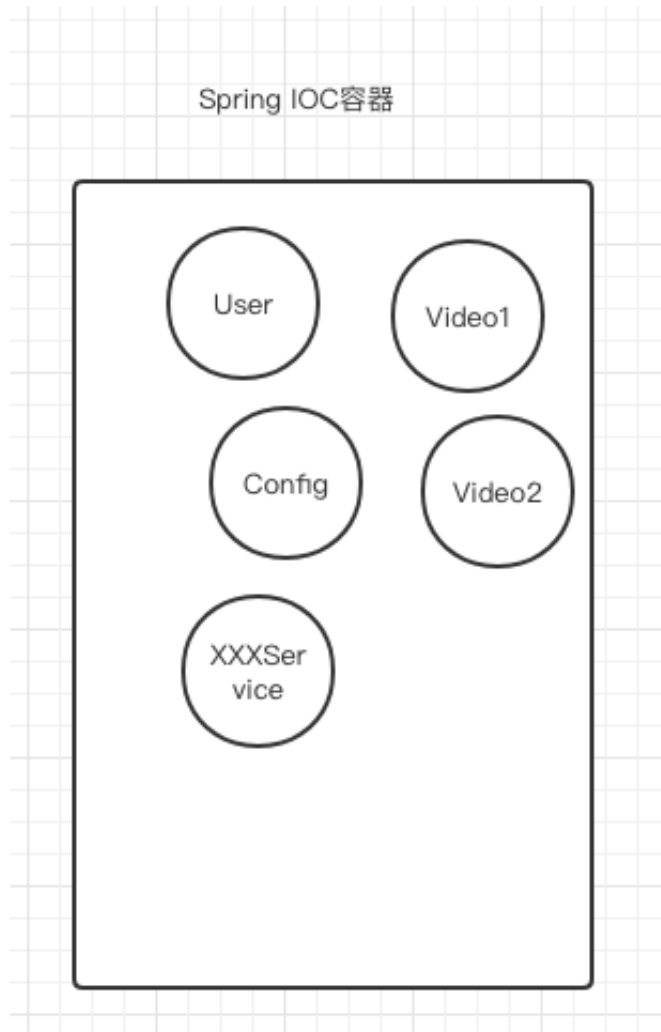 Spring IOC容器
User
Video1
Config
Video2
XXXSer
vice